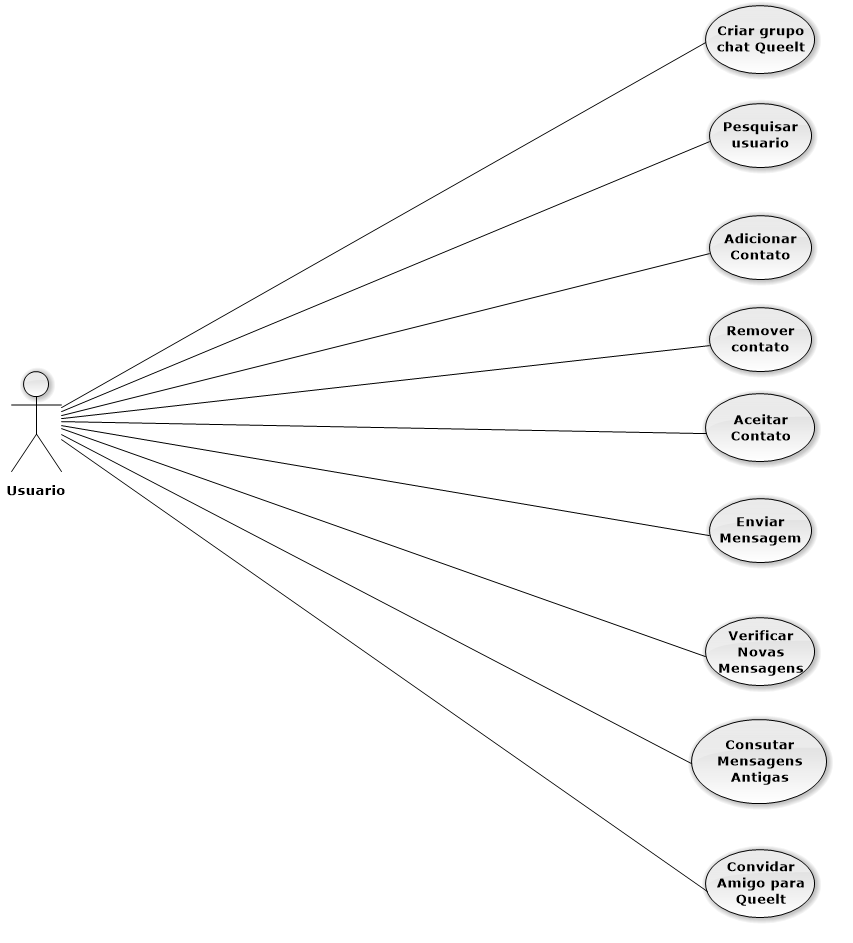 Criar grupo
chat Queelt
Pesquisar
usuario
Adicionar
Contato
Remover
contato
Aceitar
Contato
Usuario
Enviar
Mensagem
Verificar
Novas
Mensagens
Consutar
Mensagens
Antigas
Convidar
Amigo para
Queelt